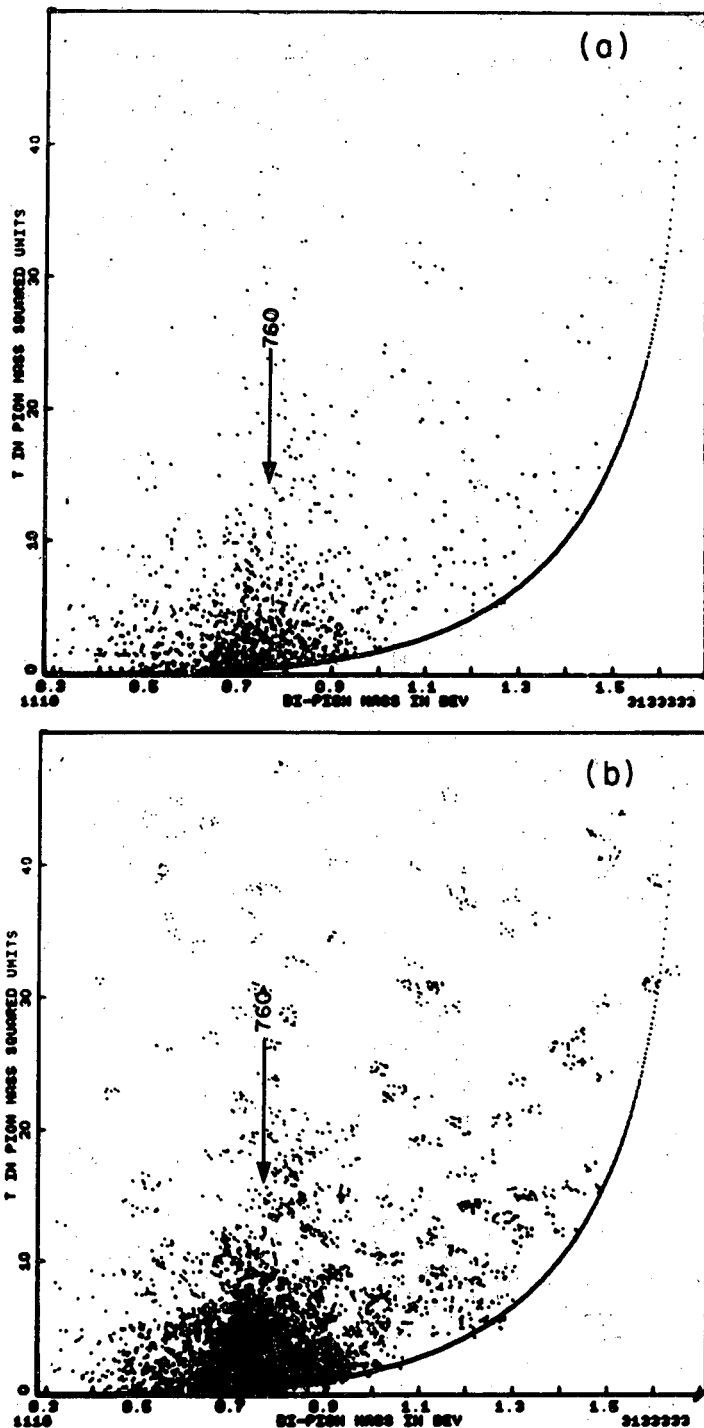 (a)
40
30
760
20
10
0
T IN PION MASS SQUARED UNITS
0.3 0.5 0.7 0.9 1.1 1.3 1.5
1110 DI-PION MASS IN BEV 3133333
(b)
40
30
760
20
10
0
T IN PION MASS SQUARED UNITS
0.3 0.5 0.7 0.9 1.1 1.3 1.5
1110 DI-PION MASS IN BEV 3133333